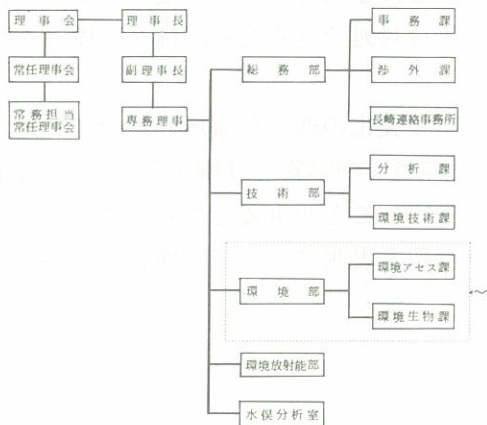 理事会
理事長
常任理事会
副理事長
常務担当
常任理事会
専務理事
総務部
事務課
渉外課
長崎連絡事務所
技術部
分析課
環境技術課
環境部
環境アセス課
環境生物課
環境放射能部
水俣分析室